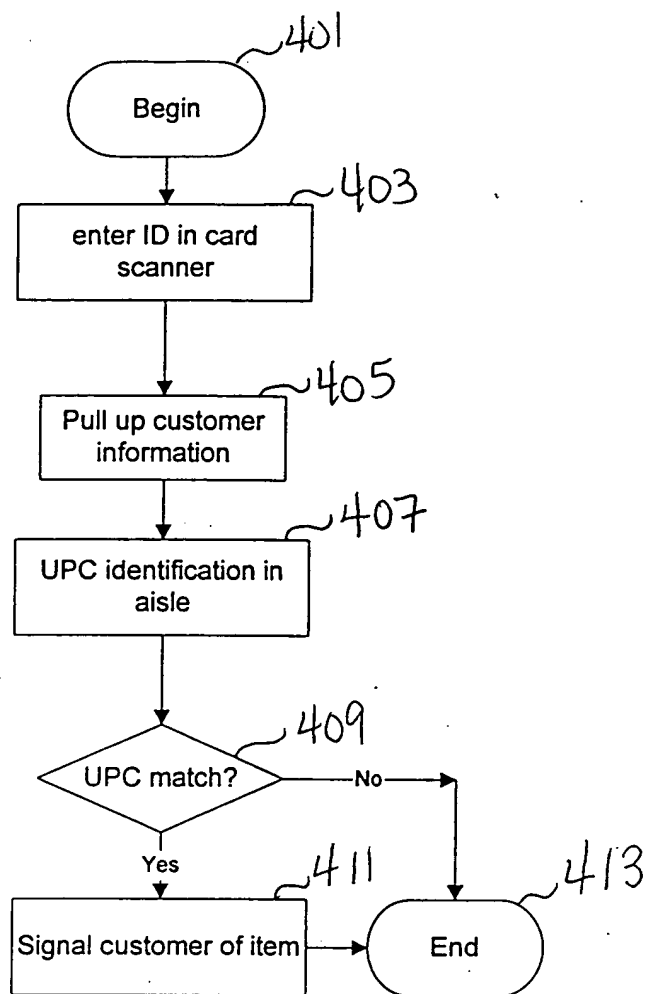 401
Begin
403
enter ID in card
scanner
405
Pull up customer
information
407
UPC identification in
aisle
409
UPC match?
No
Yes
411
Signal customer of item
413
End